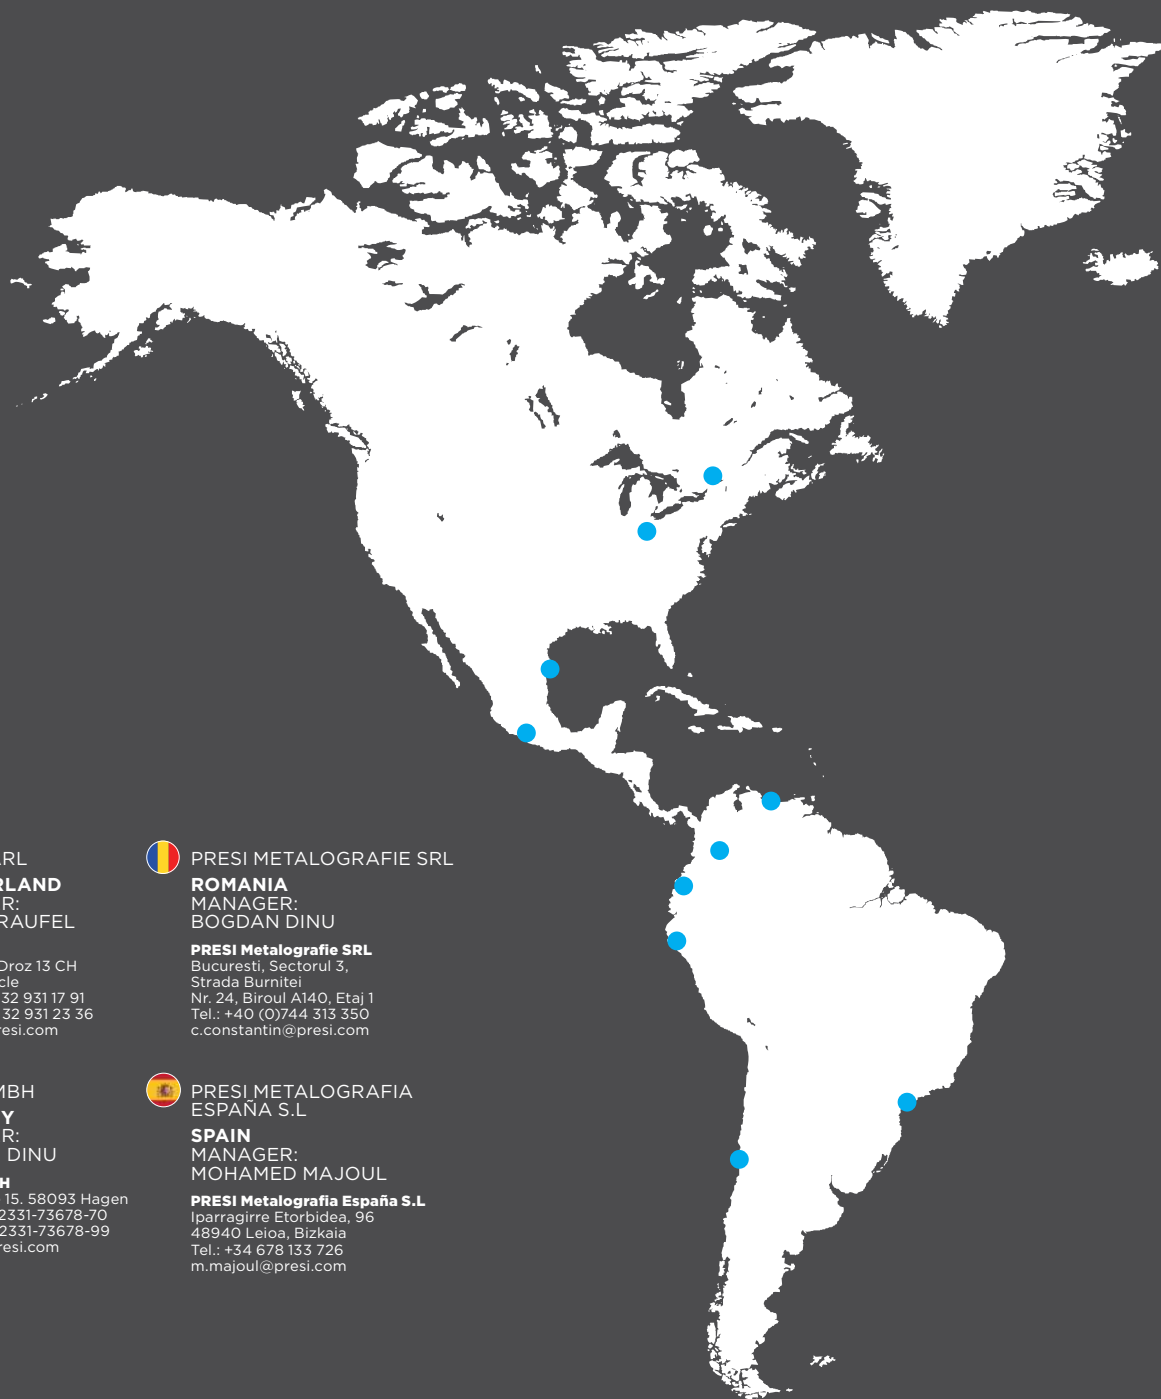 ARL
RLAND
R:
RAUFEL
Droz 13 CH
cle
32 931 17 91
32 931 23 36
resi.com
PRESI METALOGRAFIE SRL
ROMANIA
MANAGER:
BOGDAN DINU
PRESI Metalografie SRL
Bucuresti, Sectorul 3,
Strada Burnitei
Nr. 24, Biroul A140, Etaj 1
Tel.: +40 (0)744 313 350
c.constantin@presi.com
MBH
Y
R:
DINU
H
15. 58093 Hagen
2331-73678-70
2331-73678-99
resi.com
PRESI METALOGRAFIA
ESPAÑA S.L
SPAIN
MANAGER:
MOHAMED MAJOUL
PRESI Metalografia España S.L
Iparragirre Etorbidea, 96
48940 Leioa, Bizkaia
Tel.: +34 678 133 726
m.majoul@presi.com